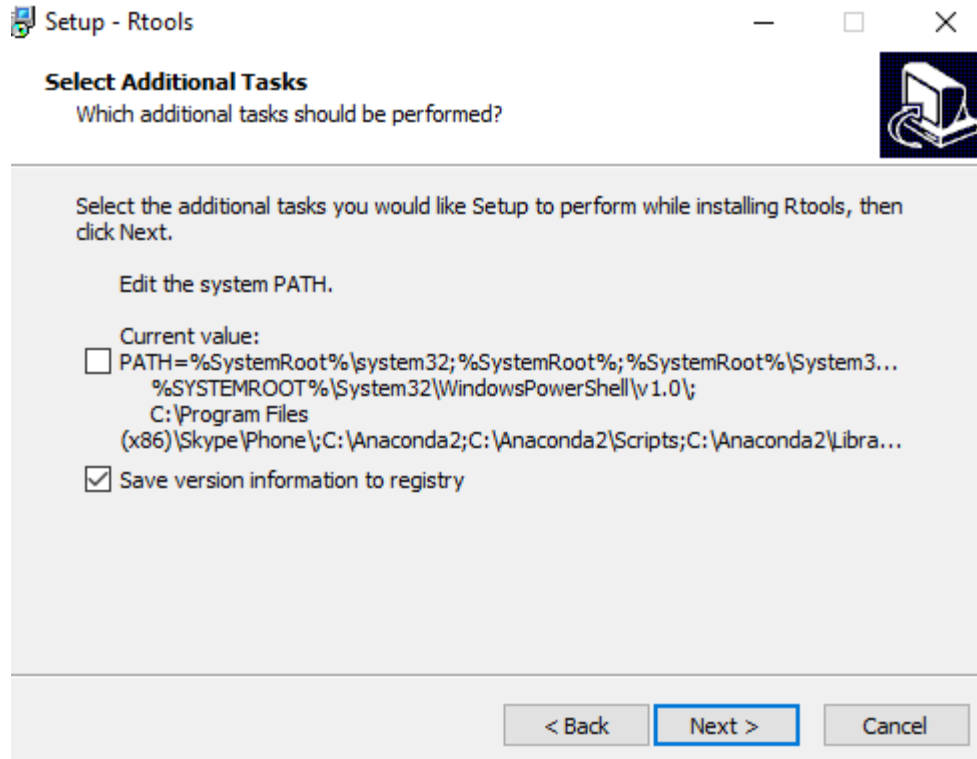 Setup - Rtools
Select Additional Tasks
Which additional tasks should be performed?
Select the additional tasks you would like Setup to perform while installing Rtools, then
click Next.
Edit the system PATH.
Current value:
PATH=%SystemRoot%\system32;%SystemRoot%;%SystemRoot%\System3...
%SYSTEMROOT%\System32\WindowsPowerShell\v1.0\;
C:\Program Files
(x86)\Skype\Phone\;C:\Anaconda2;C:\Anaconda2\Scripts;C:\Anaconda2\Libra...
Save version information to registry
< Back Next > Cancel